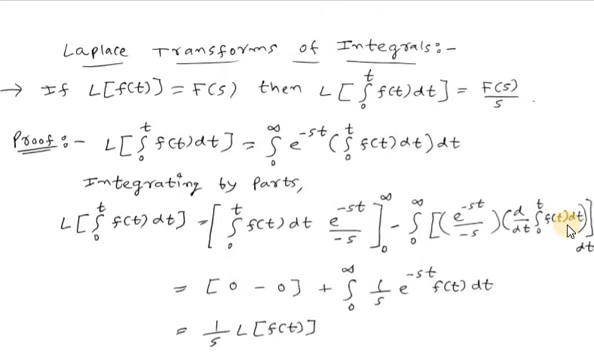 Laplace Transforms of Integrals:-
→ If L[f(t)] = F(s) then L[∫₀ᵗ f(t)dt] = F(s)/s.
Proof:- L[∫₀ᵗ f(t)dt] = ∫₀^∞ e^{-st} (∫₀ᵗ f(t)dt) dt
Integrating by Parts,
L[∫₀ᵗ f(t)dt] = [∫₀ᵗ f(t)dt e^{-st}/-s]₀^∞ - ∫₀^∞ [(e^{-st}/-s)(d/dt ∫₀ᵗ f(t)dt)] dt
= [0 - 0] + ∫₀^∞ 1/s e^{-st} f(t) dt
= 1/s L[f(t)]